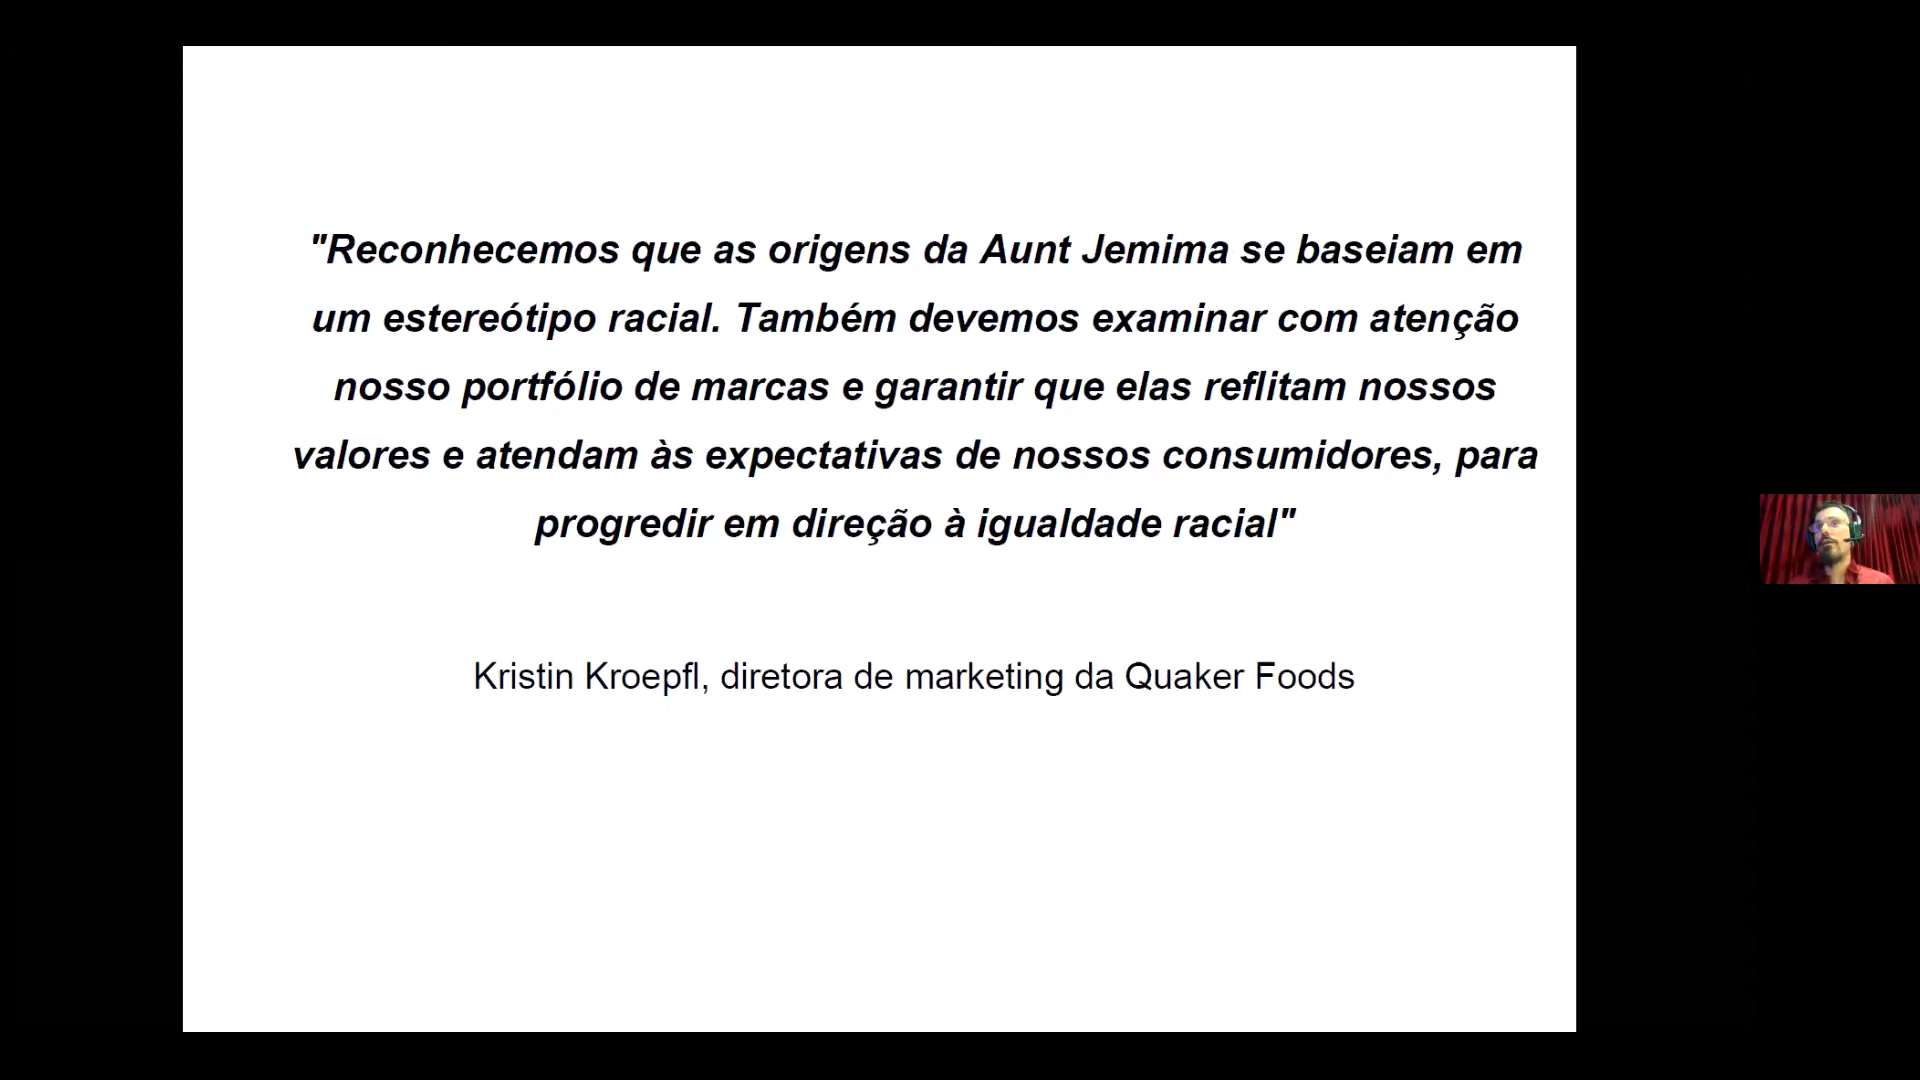 "Reconhecemos que as origens da Aunt Jemima se baseiam em
um estereótipo racial. Também devemos examinar com atenção
nosso portfólio de marcas e garantir que elas reflitam nossos
valores e atendam às expectativas de nossos consumidores, para
progredir em direção à igualdade racial"
Kristin Kroepfl, diretora de marketing da Quaker Foods